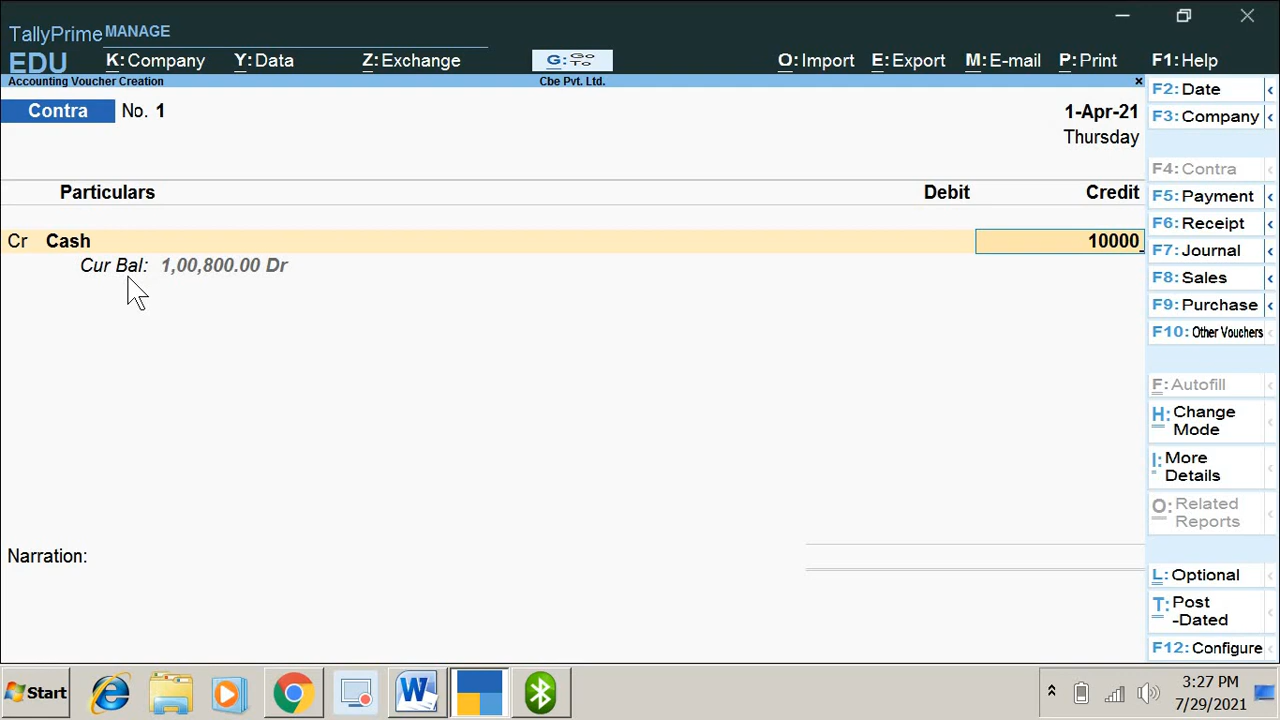 TallyPrime MANAGE
EDU K:Company Y:Data Z:Exchange G:Go To O:Import E:Export M:E-mail P:Print F1:Help
Accounting Voucher Creation Cbe Pvt. Ltd. x
Contra No. 1 1-Apr-21
Thursday
Particulars Debit Credit
Cr Cash 10000
Cur Bal: 1,00,800.00 Dr
Narration:
F2:Date
F3:Company
F4:Contra
F5:Payment
F6:Receipt
F7:Journal
F8:Sales
F9:Purchase
F10:Other Vouchers
F:Autofill
H:Change
Mode
I:More
Details
O:Related
Reports
L:Optional
T:Post
-Dated
F12:Configure
Start W 3:27 PM
7/29/2021